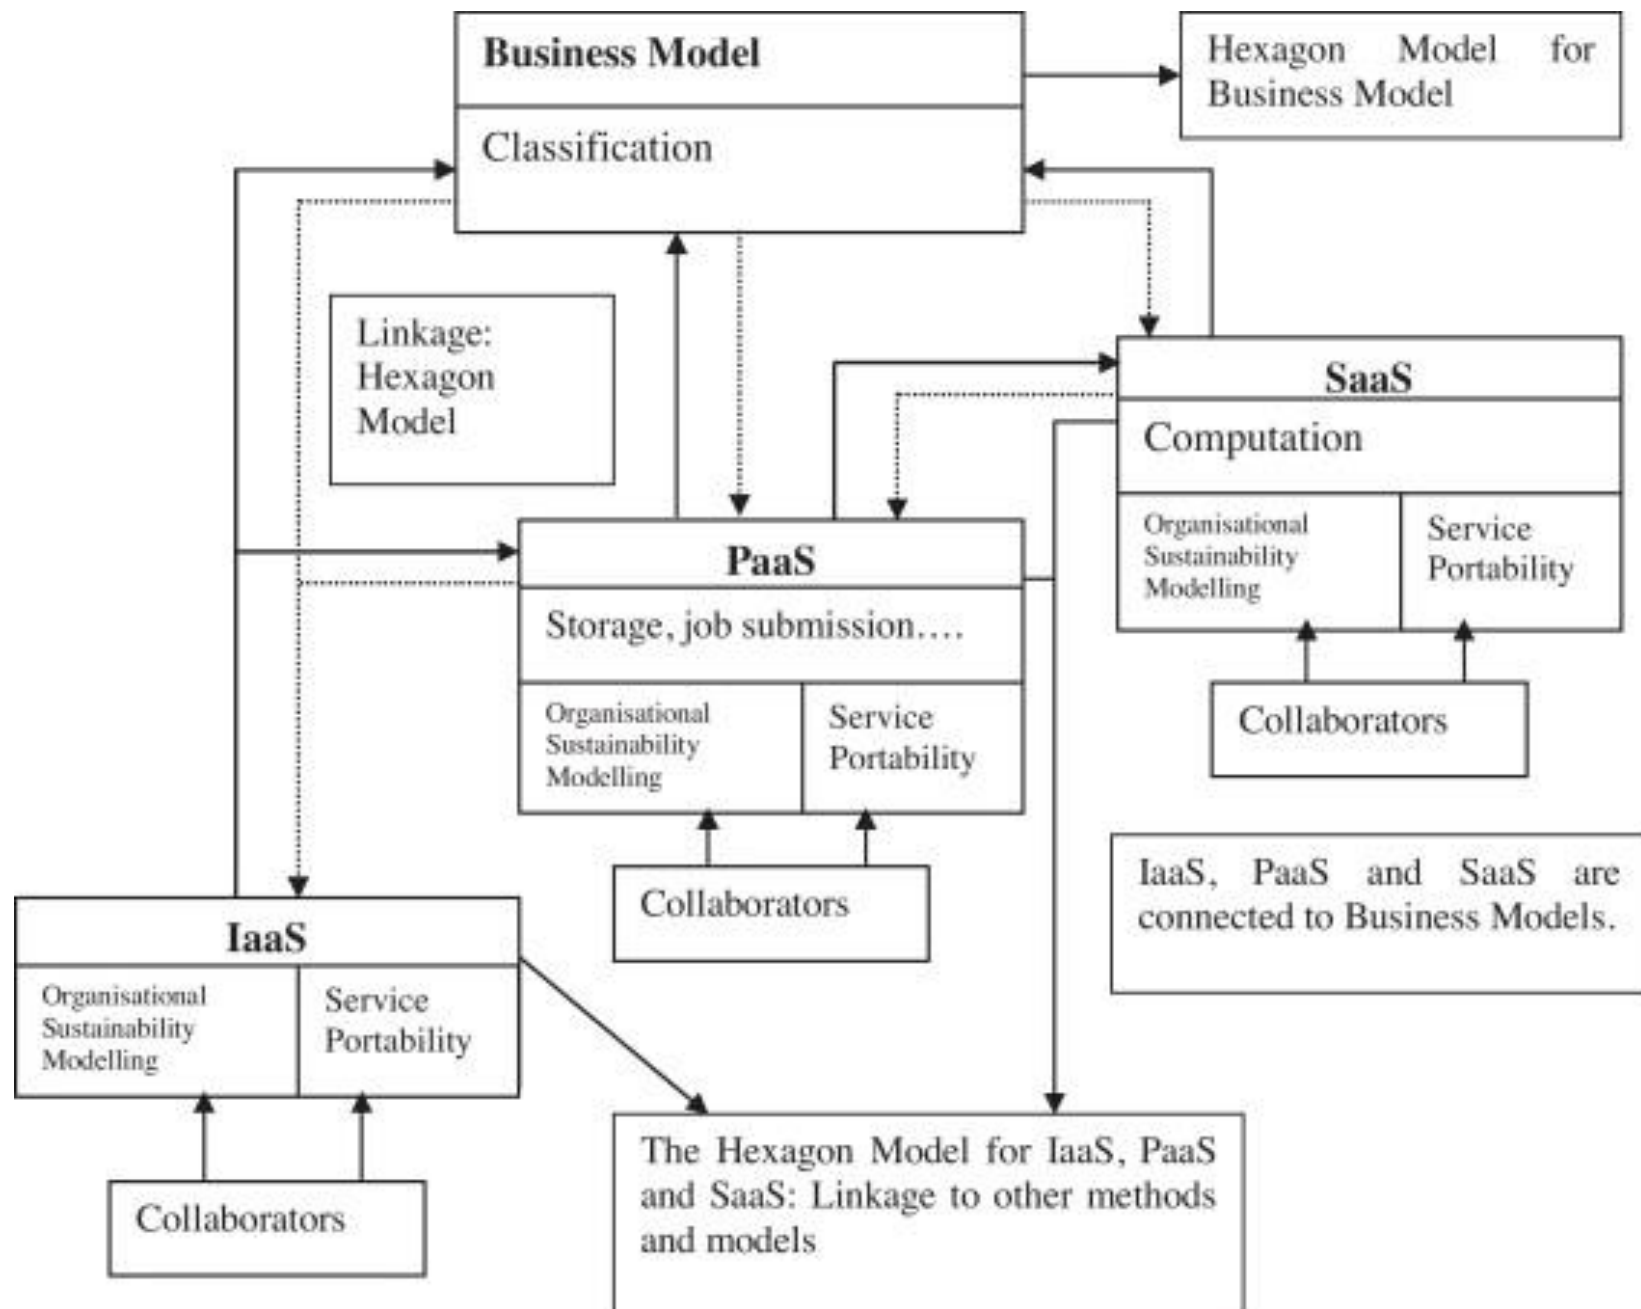 Business Model
Classification
Hexagon Model for
Business Model
Linkage:
Hexagon
Model
SaaS
Computation
Organisational
Sustainability
Modelling
Service
Portability
Collaborators
PaaS
Storage, job submission....
Organisational
Sustainability
Modelling
Service
Portability
Collaborators
IaaS, PaaS and SaaS are
connected to Business Models.
IaaS
Organisational
Sustainability
Modelling
Service
Portability
Collaborators
The Hexagon Model for IaaS, PaaS
and SaaS: Linkage to other methods
and models